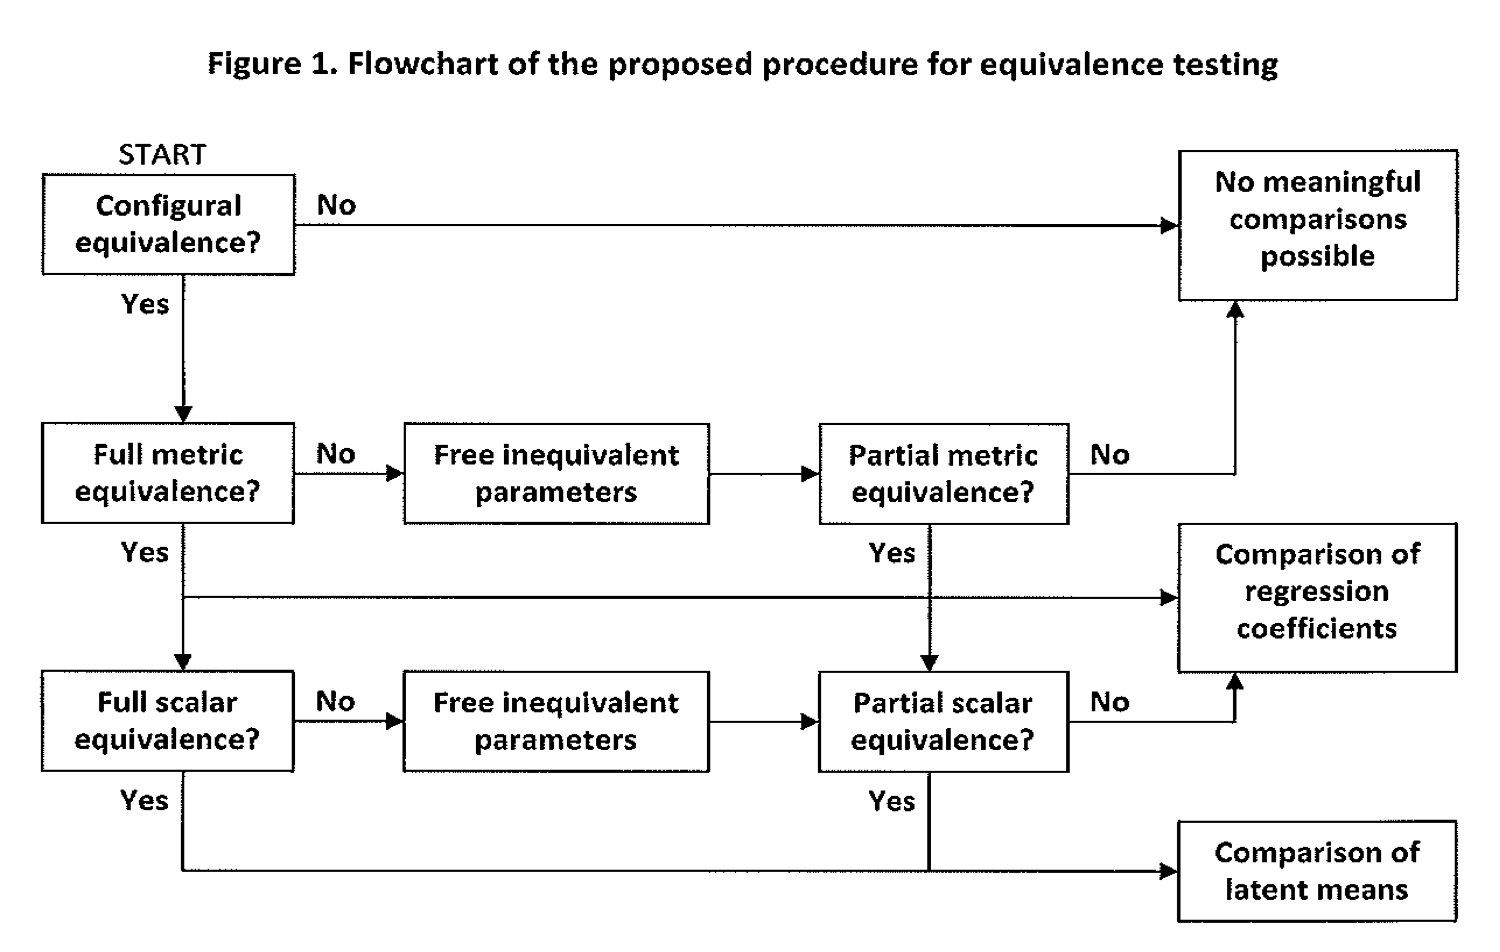 Figure 1. Flowchart of the proposed procedure for equivalence testing
START
Configural
equivalence?
No
No meaningful
comparisons
possible
Yes
Full metric
equivalence?
No
Free inequivalent
parameters
Partial metric
equivalence?
No
Yes
Yes
Comparison of
regression
coefficients
Full scalar
equivalence?
No
Free inequivalent
parameters
Partial scalar
equivalence?
No
Yes
Yes
Comparison of
latent means